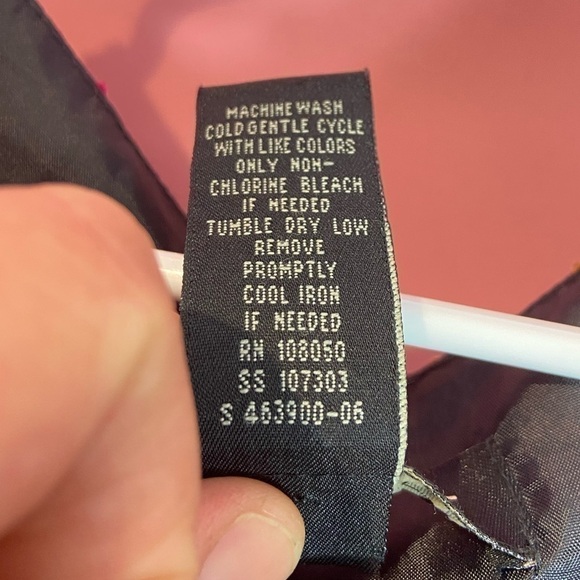 MACHINE WASH
COLD GENTLE CYCLE
WITH LIKE COLORS
ONLY NON-
CHLORINE BLEACH
IF NEEDED
TUMBLE DRY LOW
REMOVE
PROMPTLY
COOL IRON
IF NEEDED
RN 108050
SS 107303
S 463900-06